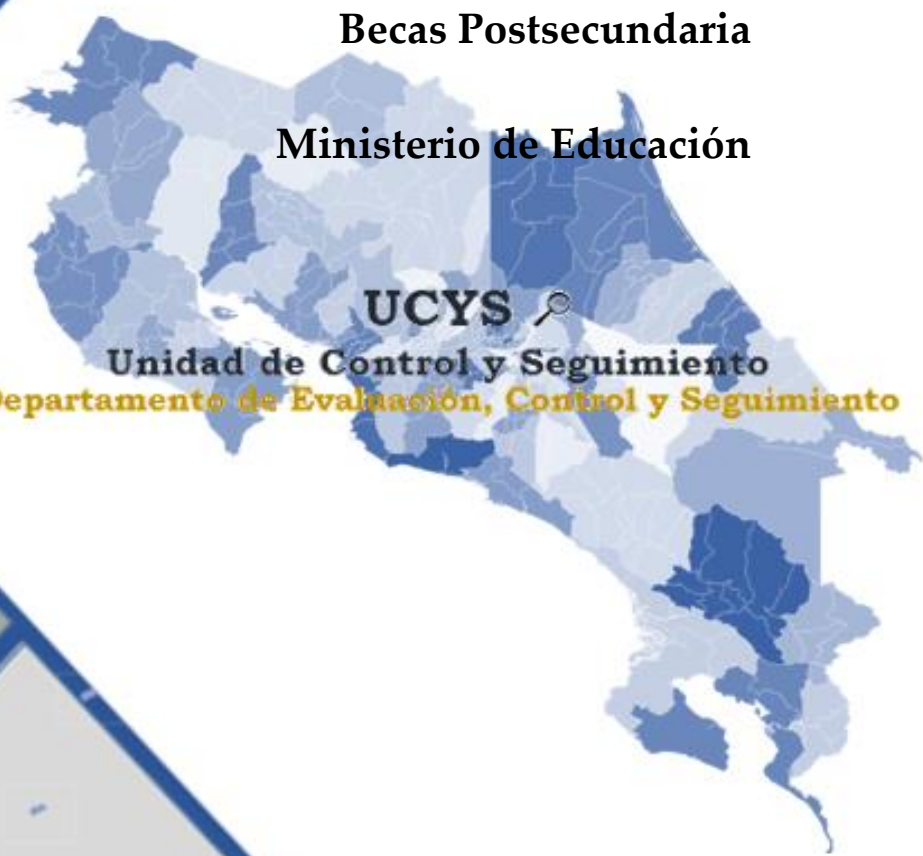 Becas Postsecundaria
Ministerio de Educación
UCYS
Unidad de Control y Seguimiento
Departamento de Evaluación, Control y Seguimiento